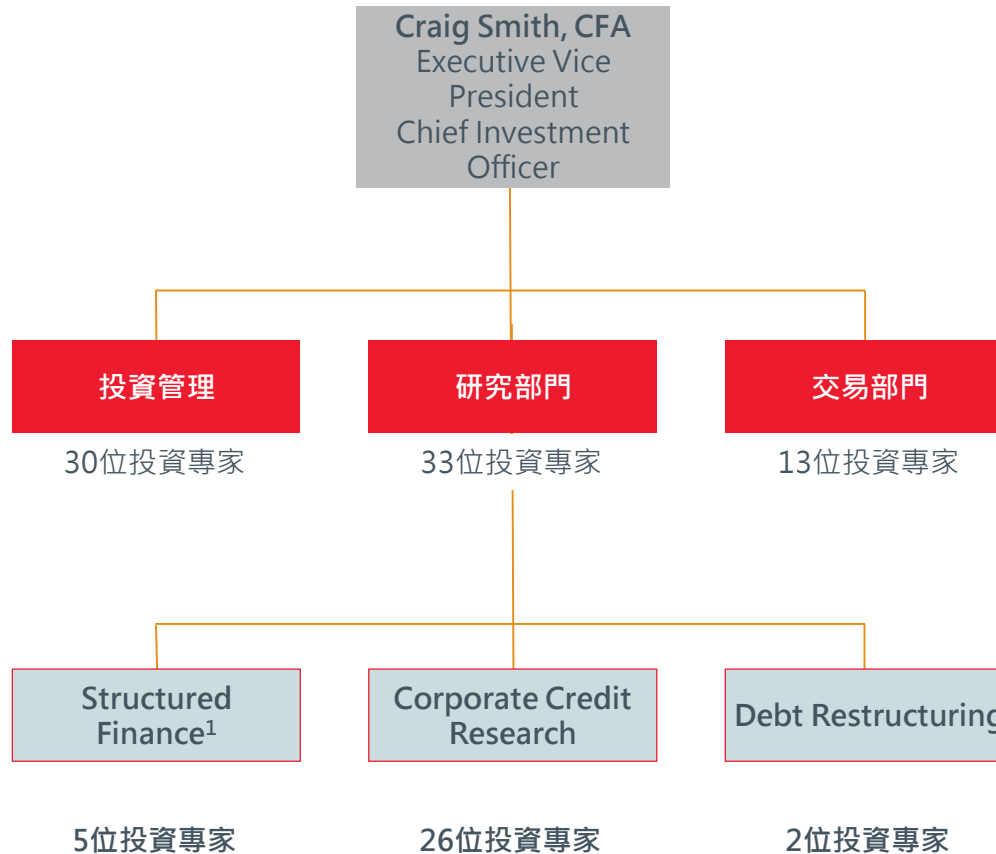 Craig Smith, CFA
Executive Vice
President
Chief Investment
Officer
投資管理
研究部門
交易部門
30位投資專家
33位投資專家
13位投資專家
Structured
Finance¹
Corporate Credit
Research
Debt Restructuring
5位投資專家
26位投資專家
2位投資專家